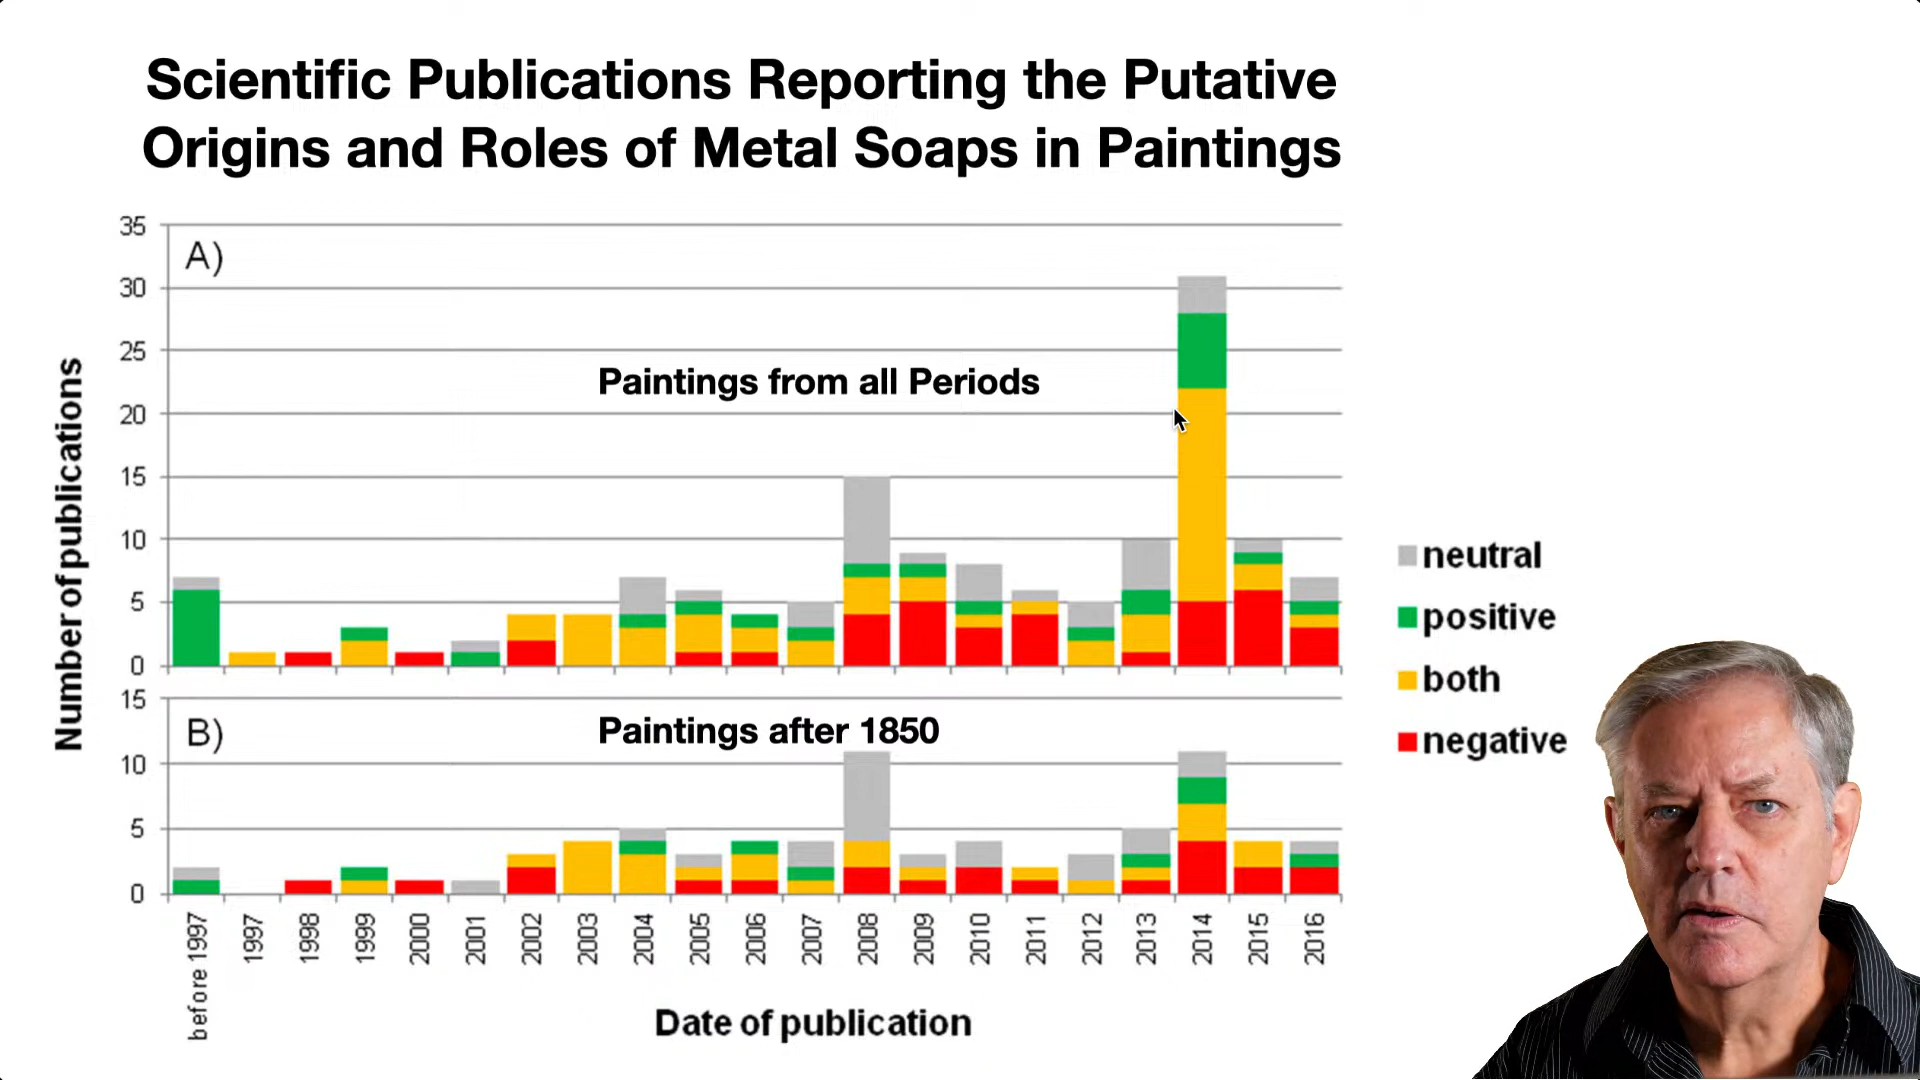 Scientific Publications Reporting the Putative
Origins and Roles of Metal Soaps in Paintings
Number of publications
35
A)
30
25
Paintings from all Periods
20
15
10
5
0
neutral
positive
both
negative
15
B)
Paintings after 1850
10
5
0
before 1997
1997
1998
1999
2000
2001
2002
2003
2004
2005
2006
2007
2008
2009
2010
2011
2012
2013
2014
2015
2016
Date of publication